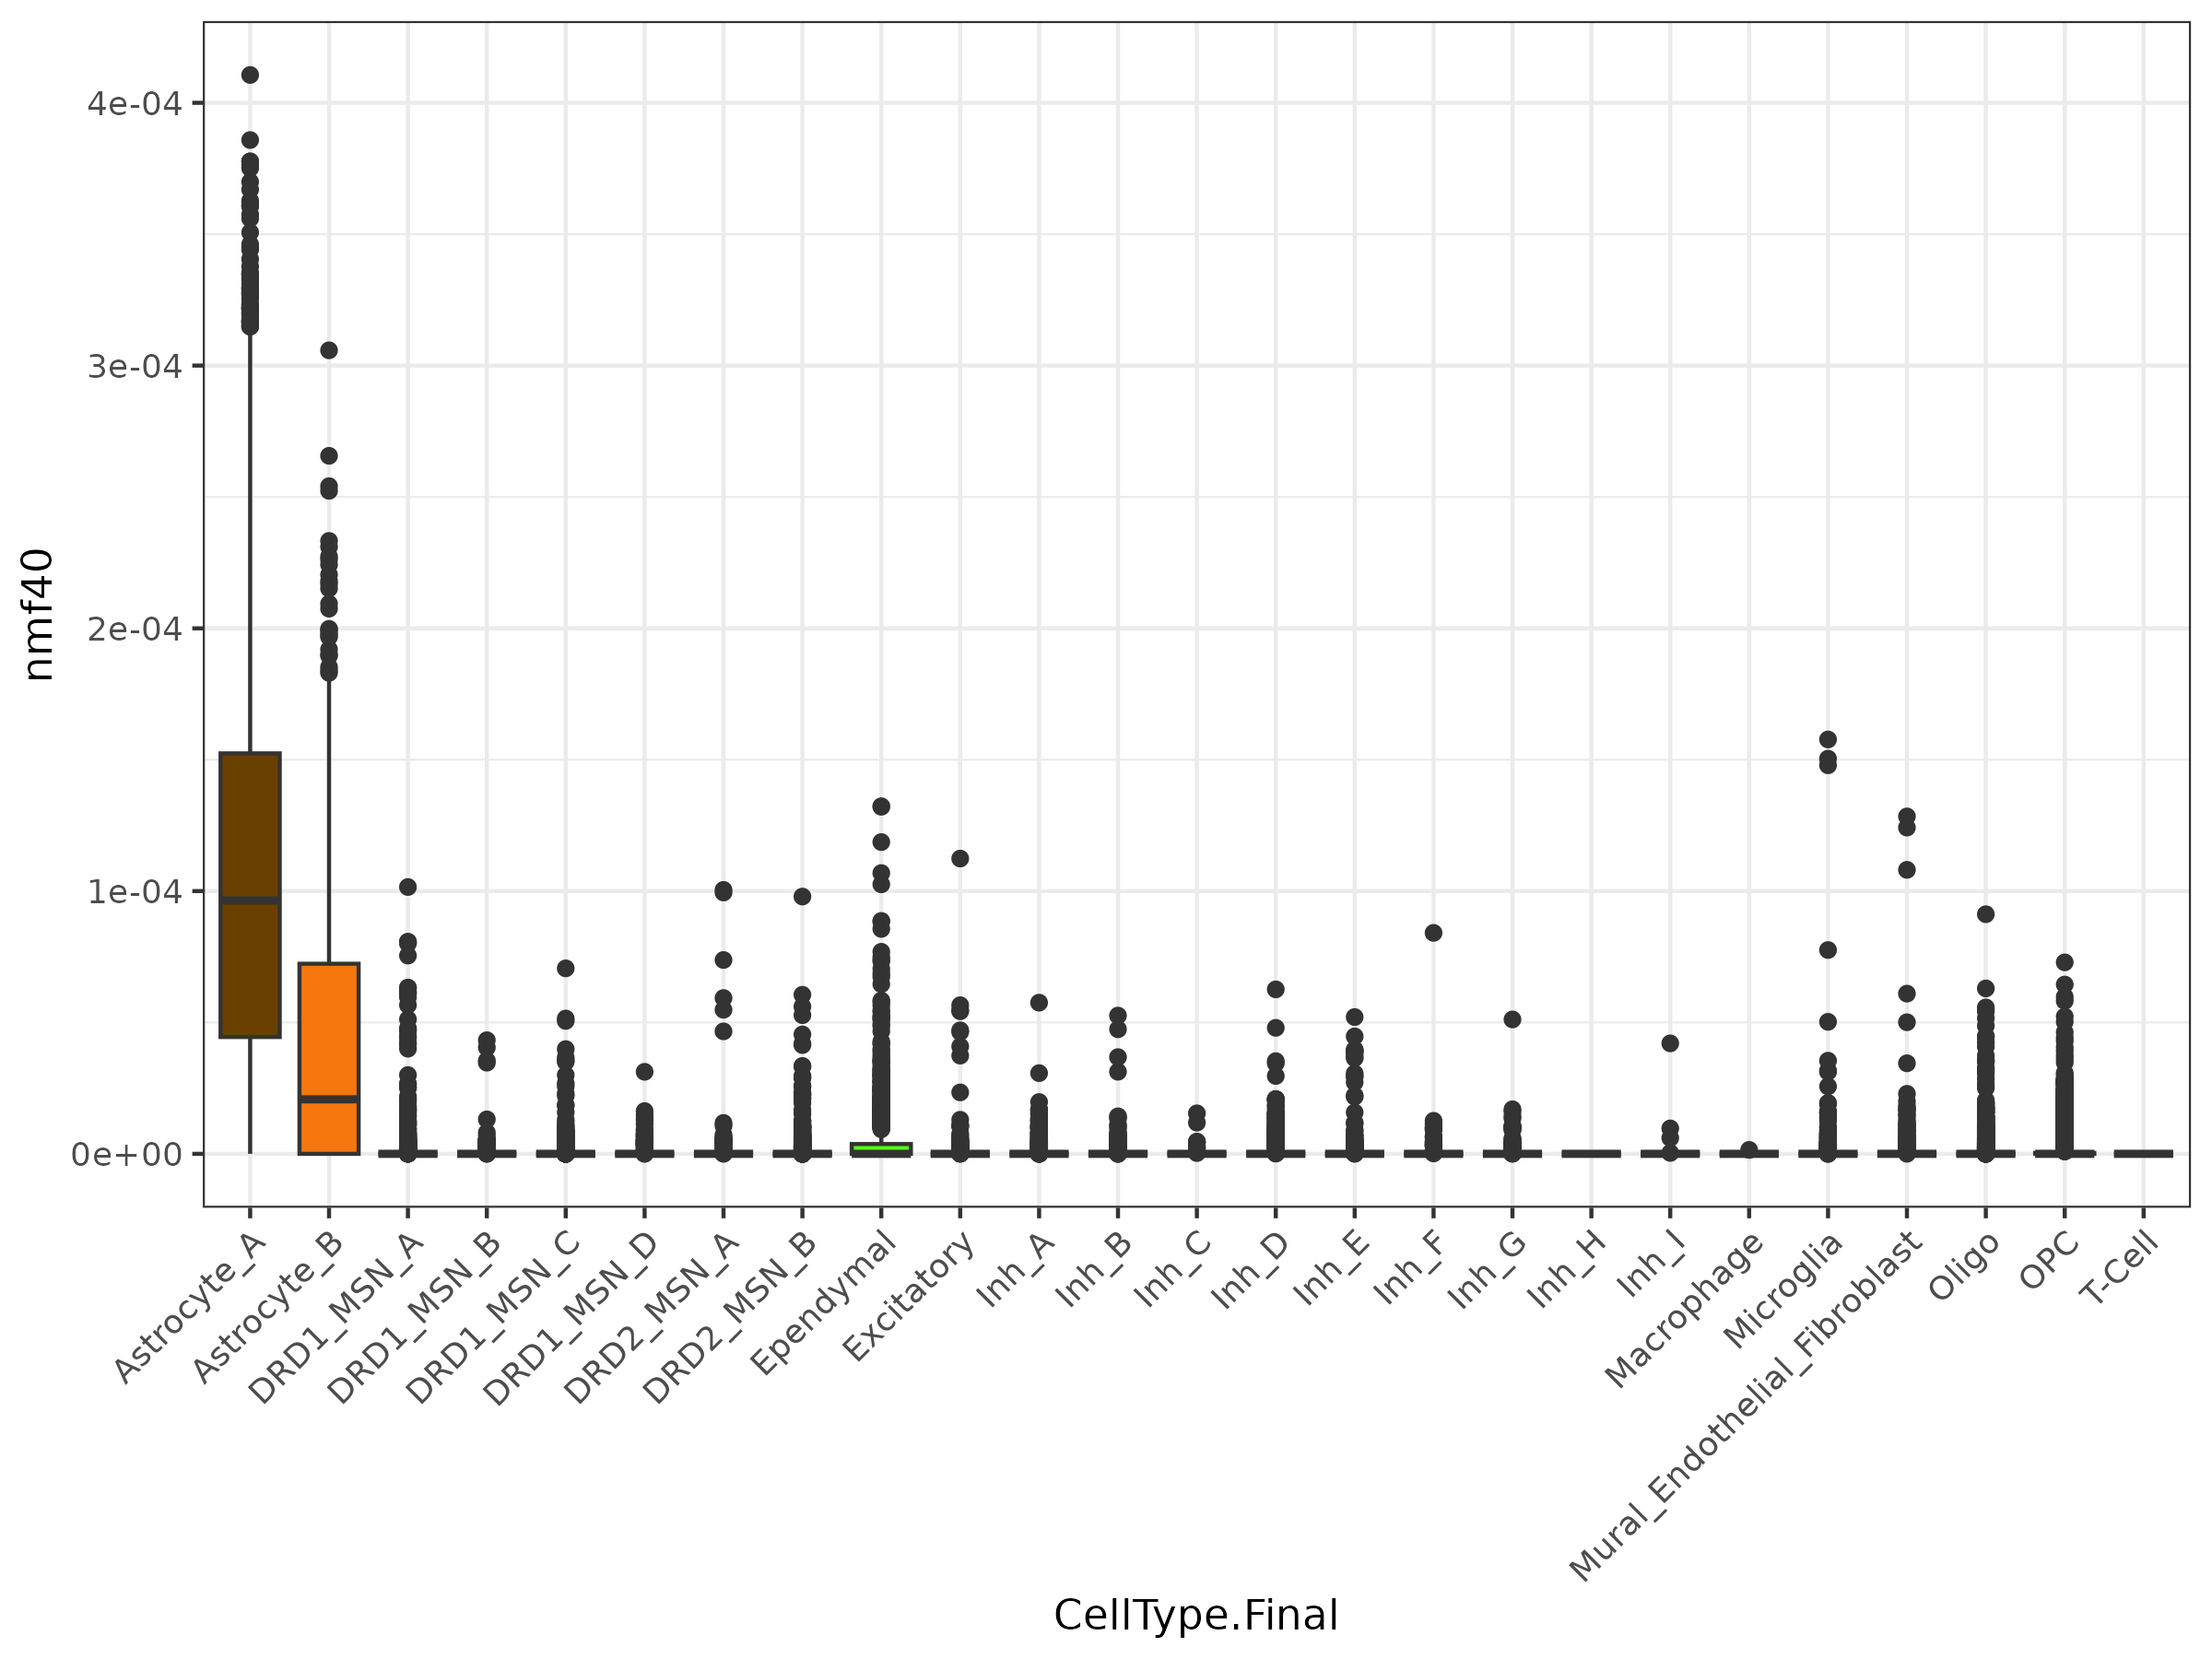 nmf40
4e-04
3e-04
2e-04
1e-04
0e+00
Astrocyte_A
Astrocyte_B
DRD1_MSN_A
DRD1_MSN_B
DRD1_MSN_C
DRD1_MSN_D
DRD2_MSN_A
DRD2_MSN_B
Ependymal
Excitatory
Inh_A
Inh_B
Inh_C
Inh_D
Inh_E
Inh_F
Inh_G
Inh_H
Inh_I
Macrophage
Microglia
Mural_Endothelial_Fibroblast
Oligo
OPC
T-Cell
CellType.Final